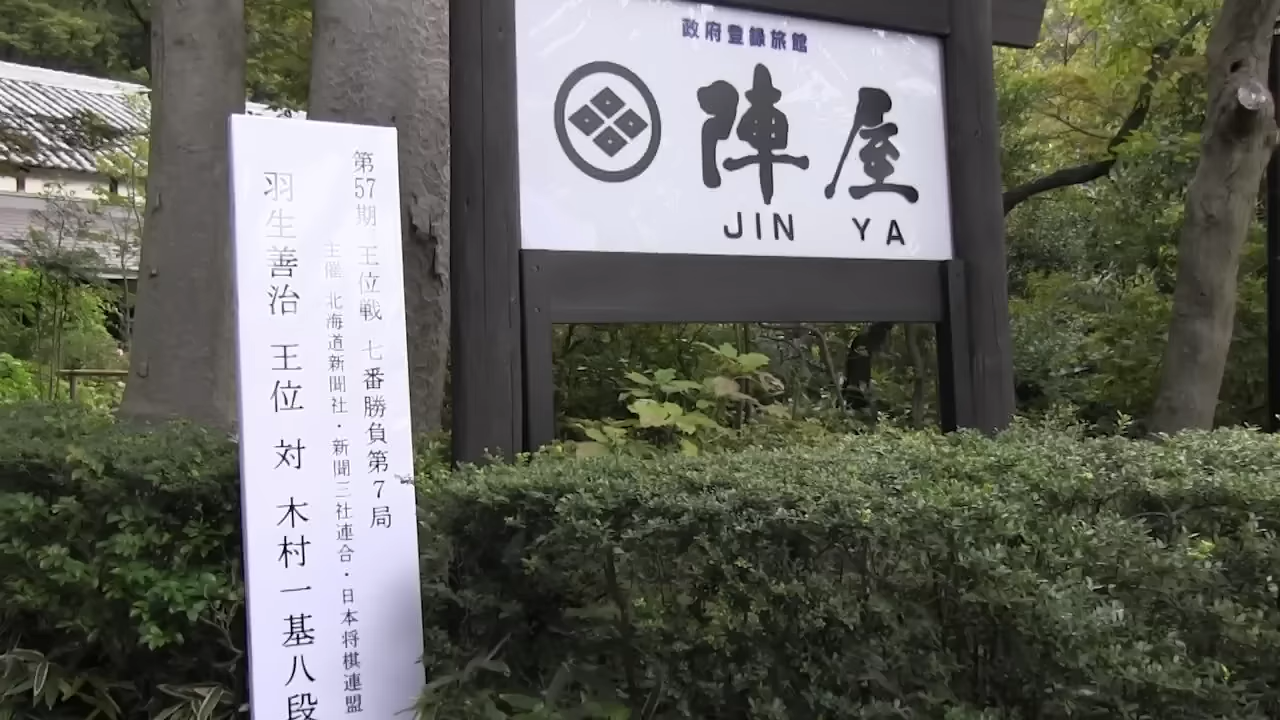 政府登録旅館
陣屋
JIN YA
第57期 王位戦 七番勝負第7局
主催 北海道新聞社・新聞三社連合・日本将棋連盟
羽生善治 王位 対 木村一基八段